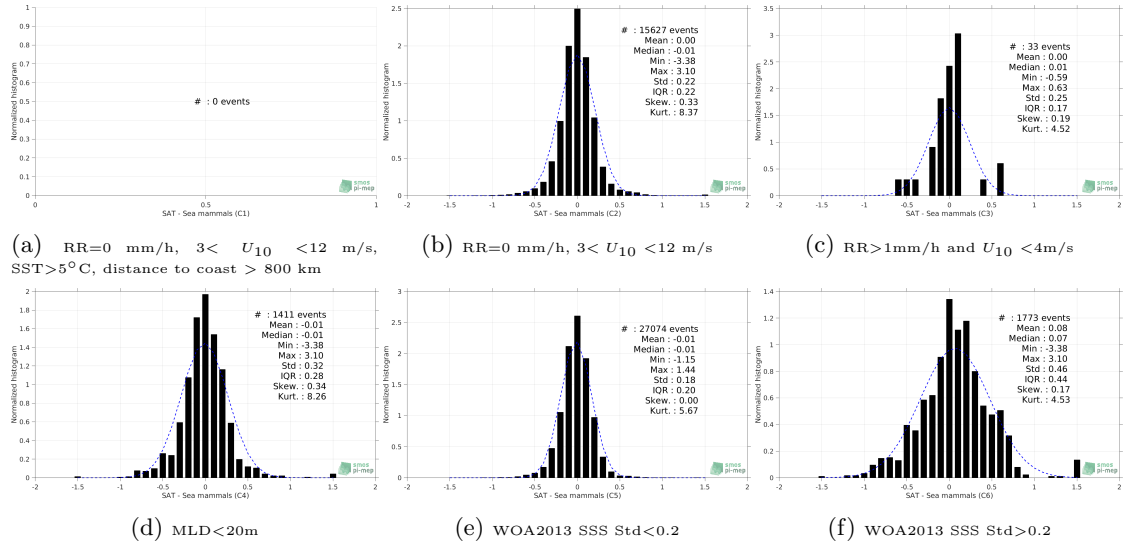 1
0.9
0.8
0.7
0.6
0.5
0.4
0.3
0.2
0.1
0
Normalized histogram
# : 0 events
smos
pi-mep
0 0.5 1
SAT - Sea mammals (C1)
(a) RR=0 mm/h, 3< U10 <12 m/s,
SST>5°C, distance to coast > 800 km
2.5
2
1.5
1
0.5
0
Normalized histogram
# : 15627 events
Mean : 0.00
Median : -0.01
Min : -3.38
Max : 3.10
Std : 0.22
IQR : 0.22
Skew. : 0.33
Kurt. : 8.37
smos
pi-mep
-2 -1.5 -1 -0.5 0 0.5 1 1.5 2
SAT - Sea mammals (C2)
(b) RR=0 mm/h, 3< U10 <12 m/s
3.5
3
2.5
2
1.5
1
0.5
0
Normalized histogram
# : 33 events
Mean : 0.00
Median : 0.01
Min : -0.59
Max : 0.63
Std : 0.25
IQR : 0.17
Skew. : 0.19
Kurt. : 4.52
smos
pi-mep
-2 -1.5 -1 -0.5 0 0.5 1 1.5 2
SAT - Sea mammals (C3)
(c) RR>1mm/h and U10 <4m/s
2
1.8
1.6
1.4
1.2
1
0.8
0.6
0.4
0.2
0
Normalized histogram
# : 1411 events
Mean : -0.01
Median : -0.01
Min : -3.38
Max : 3.10
Std : 0.32
IQR : 0.28
Skew. : 0.34
Kurt. : 8.26
smos
pi-mep
-2 -1.5 -1 -0.5 0 0.5 1 1.5 2
SAT - Sea mammals (C4)
(d) MLD<20m
3
2.5
2
1.5
1
0.5
0
Normalized histogram
# : 27074 events
Mean : -0.01
Median : -0.01
Min : -1.15
Max : 1.44
Std : 0.18
IQR : 0.20
Skew. : 0.00
Kurt. : 5.67
smos
pi-mep
-2 -1.5 -1 -0.5 0 0.5 1 1.5 2
SAT - Sea mammals (C5)
(e) WOA2013 SSS Std<0.2
1.4
1.2
1
0.8
0.6
0.4
0.2
0
Normalized histogram
# : 1773 events
Mean : 0.08
Median : 0.07
Min : -3.38
Max : 3.10
Std : 0.46
IQR : 0.44
Skew. : 0.17
Kurt. : 4.53
smos
pi-mep
-2 -1.5 -1 -0.5 0 0.5 1 1.5 2
SAT - Sea mammals (C6)
(f) WOA2013 SSS Std>0.2